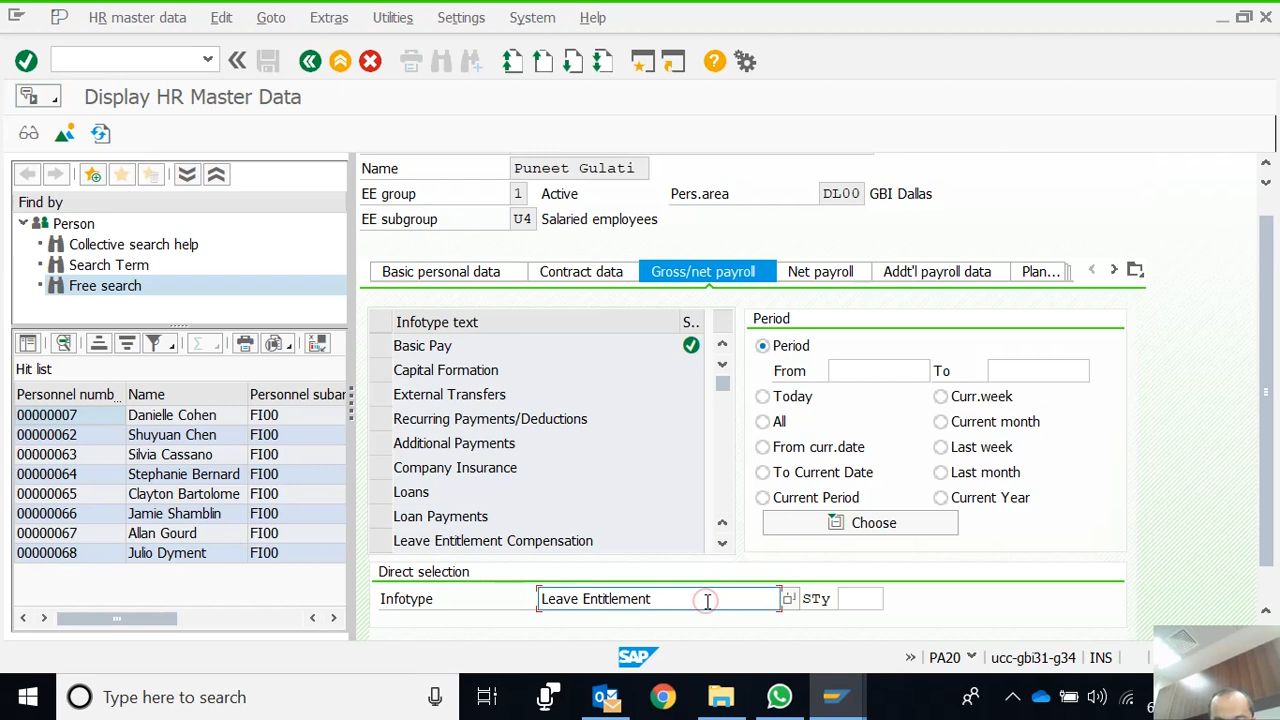 HR master data Edit Goto Extras Utilities Settings System Help
Display HR Master Data
Find by
Person
Collective search help
Search Term
Free search
Hit list
Personnel numb... Name Personnel subar
00000007 Danielle Cohen FI00
00000062 Shuyuan Chen FI00
00000063 Silvia Cassano FI00
00000064 Stephanie Bernard FI00
00000065 Clayton Bartolome FI00
00000066 Jamie Shamblin FI00
00000067 Allan Gourd FI00
00000068 Julio Dyment FI00
Name Puneet Gulati
EE group 1 Active Pers.area DL00 GBI Dallas
EE subgroup U4 Salaried employees
Basic personal data Contract data Gross/net payroll Net payroll Addt'l payroll data Plan...
Infotype text S..
Basic Pay
Capital Formation
External Transfers
Recurring Payments/Deductions
Additional Payments
Company Insurance
Loans
Loan Payments
Leave Entitlement Compensation
Period
Period
From To
Today Curr.week
All Current month
From curr.date Last week
To Current Date Last month
Current Period Current Year
Choose
Direct selection
Infotype Leave Entitlement STy
SAP PA20 ucc-gbi31-g34 INS
Type here to search